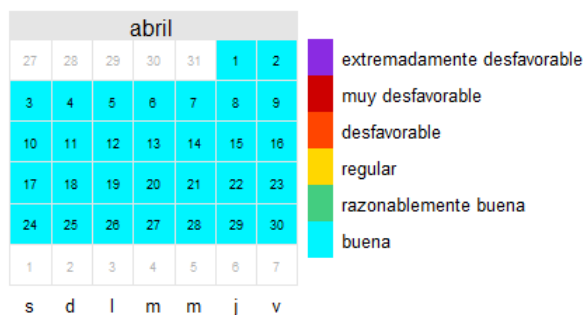 abril
27 28 29 30 31 1 2
3 4 5 6 7 8 9
10 11 12 13 14 15 16
17 18 19 20 21 22 23
24 25 26 27 28 29 30
1 2 3 4 5 6 7
s d l m m j v
extremadamente desfavorable
muy desfavorable
desfavorable
regular
razonablemente buena
buena